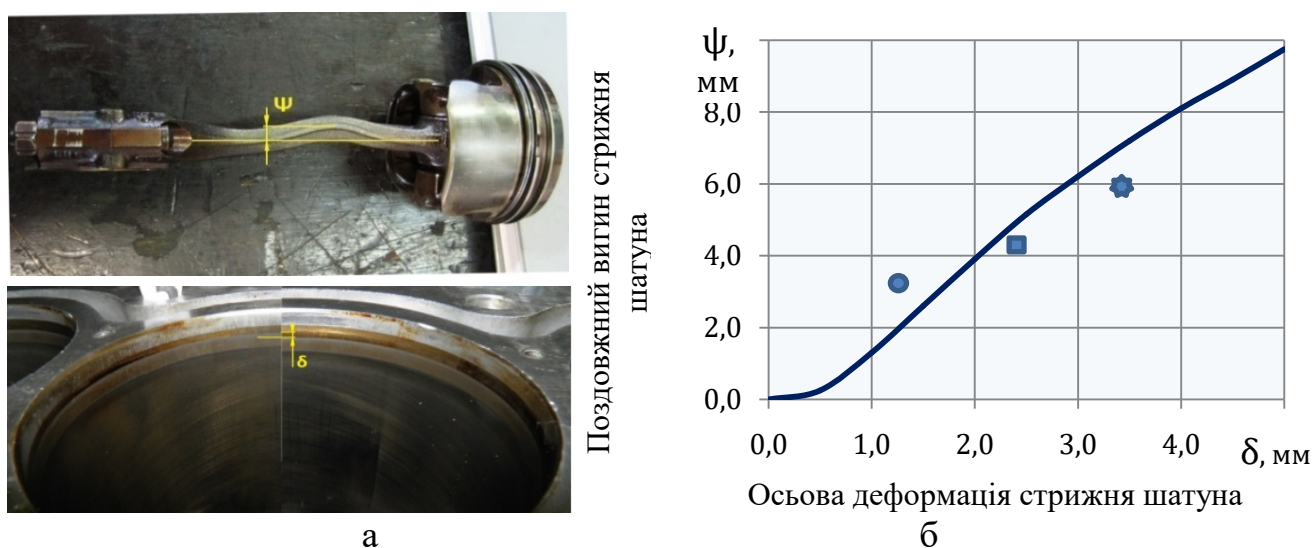 ψ
δ
а
Поздовжний вигин стрижня
шатуна
ψ,
мм
8,0
6,0
4,0
2,0
0,0
0,0 1,0 2,0 3,0 4,0 δ, мм
Осьова деформація стрижня шатуна
б